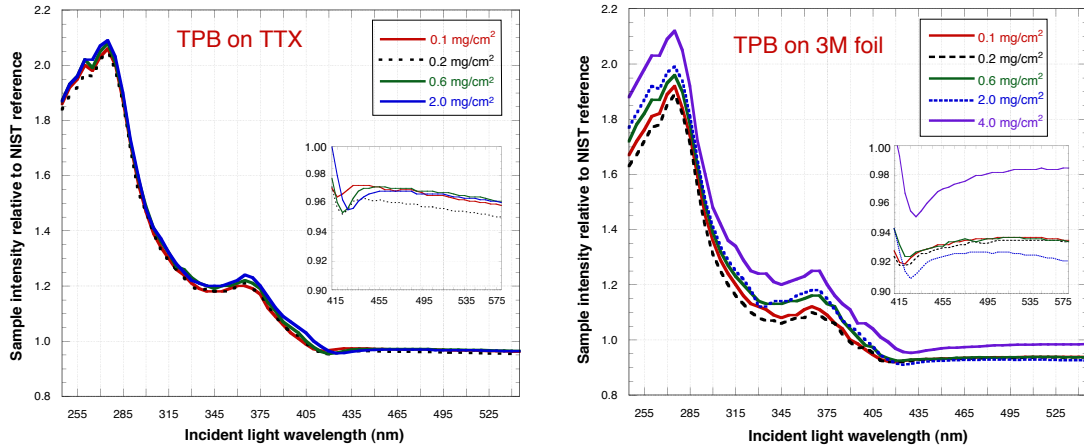 TPB on TTX
0.1 mg/cm²
0.2 mg/cm²
0.6 mg/cm²
2.0 mg/cm²
Sample intensity relative to NIST reference
2.2
2.0
1.8
1.6
1.4
1.2
1.0
0.8
1.00
0.98
0.96
0.94
0.92
0.90
415 455 495 535 575
255 285 315 345 375 405 435 465 495 525
Incident light wavelength (nm)
TPB on 3M foil
0.1 mg/cm²
0.2 mg/cm²
0.6 mg/cm²
2.0 mg/cm²
4.0 mg/cm²
Sample intensity relative to NIST reference
2.2
2.0
1.8
1.6
1.4
1.2
1.0
0.8
1.00
0.98
0.96
0.94
0.92
0.90
415 455 495 535 575
255 285 315 345 375 405 435 465 495 525
Incident light wavelength (nm)